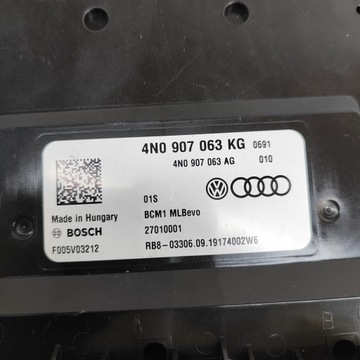 4N0 907 063 KG 0691
4N0 907 063 AG 010
01S
Made in Hungary BCM1 MLBevo
BOSCH 27010001
F005V03212 RB8-03306.09.19174002W6